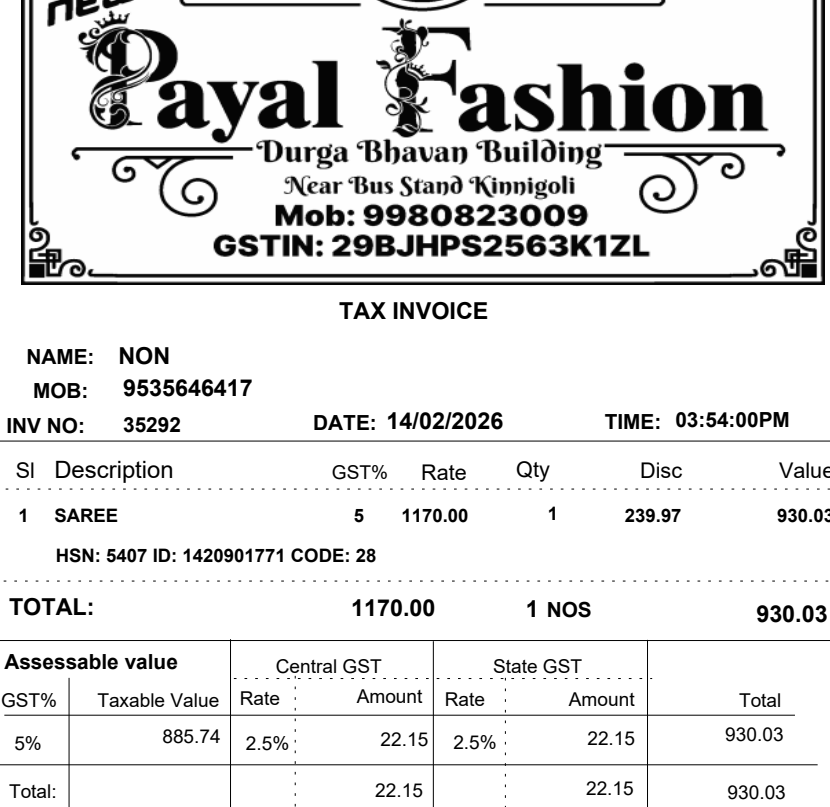 new
Payal Fashion
Durga Bhavan Building
Near Bus Stand Kinnigoli
Mob: 9980823009
GSTIN: 29BJHPS2563K1ZL
TAX INVOICE
NAME: NON
MOB: 9535646417
INV NO: 35292 DATE: 14/02/2026 TIME: 03:54:00PM
Sl Description GST% Rate Qty Disc Value
1 SAREE 5 1170.00 1 239.97 930.03
HSN: 5407 ID: 1420901771 CODE: 28
TOTAL: 1170.00 1 NOS 930.03
Assessable value Central GST State GST
GST% Taxable Value Rate Amount Rate Amount Total
5% 885.74 2.5% 22.15 2.5% 22.15 930.03
Total: 22.15 22.15 930.03